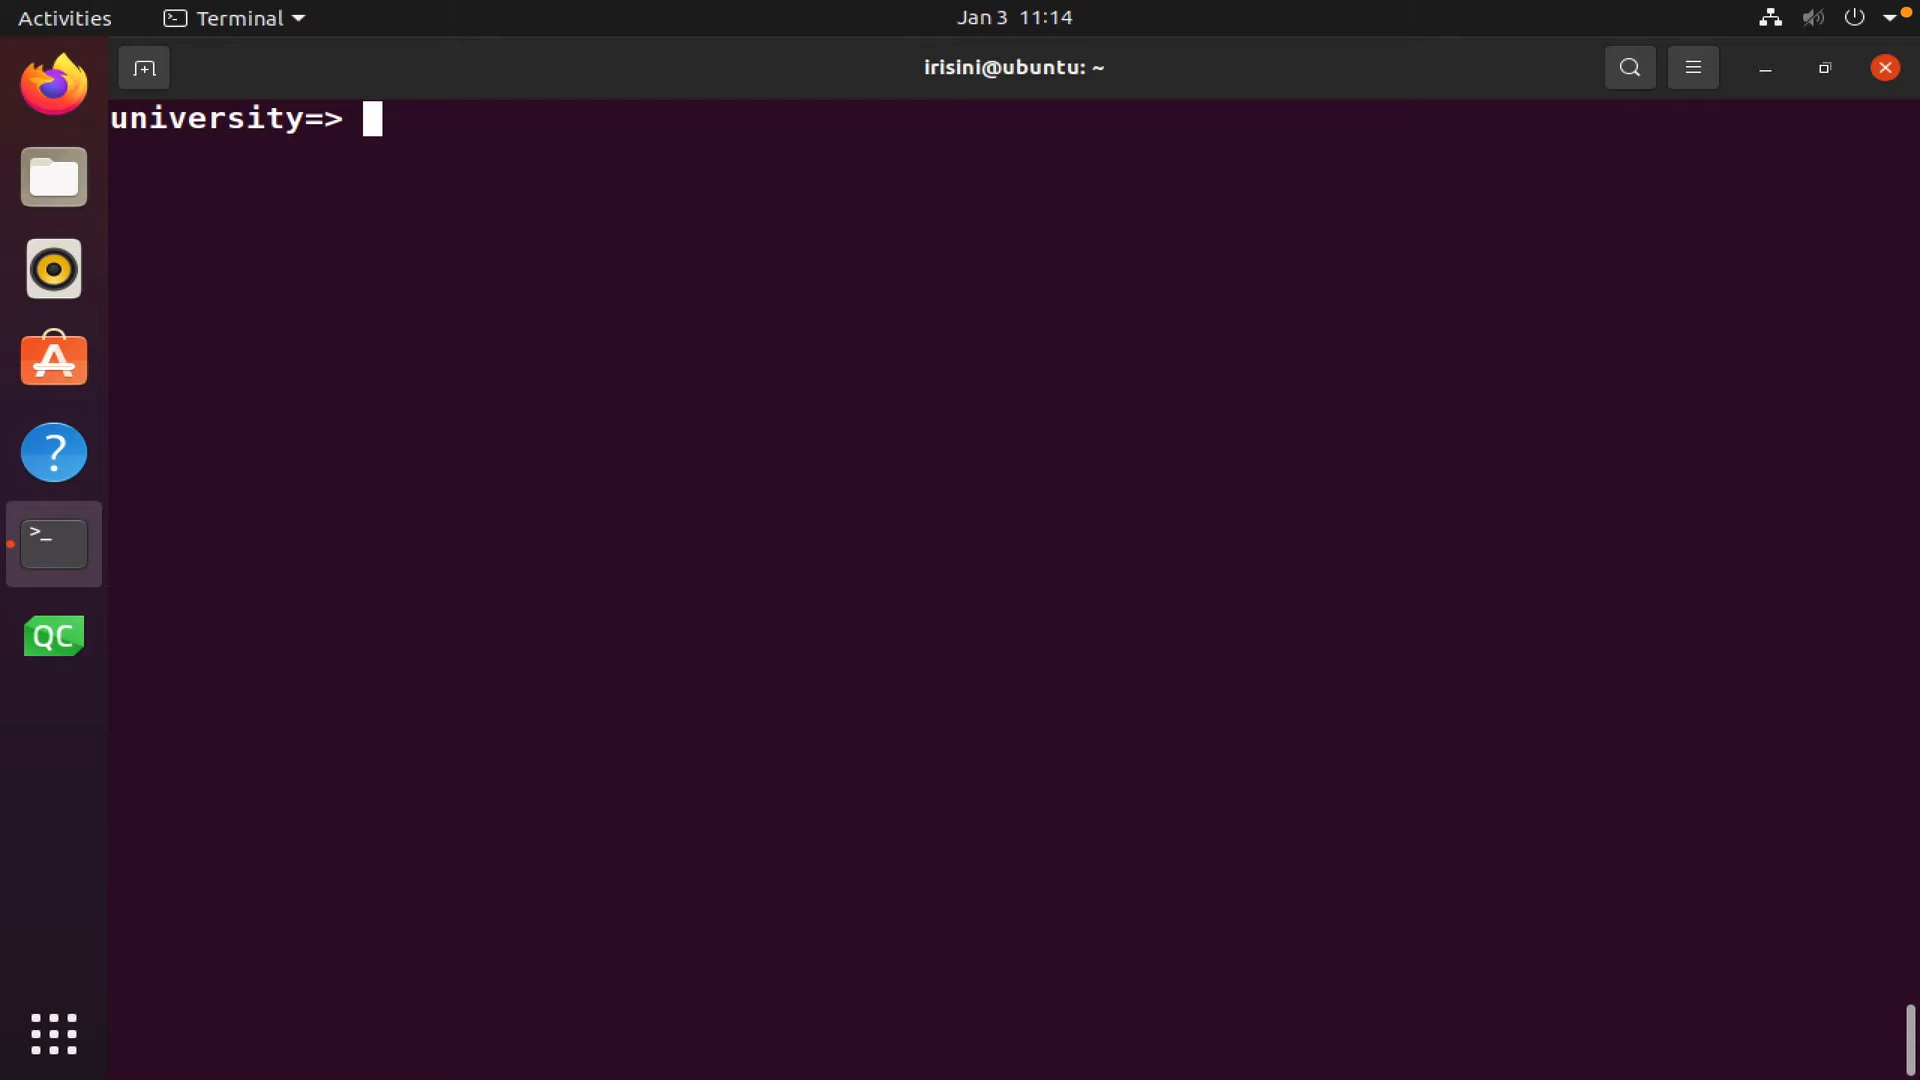 Activities
Terminal
Jan 3 11:14
irisini@ubuntu: ~
university=>
?
>_
QC